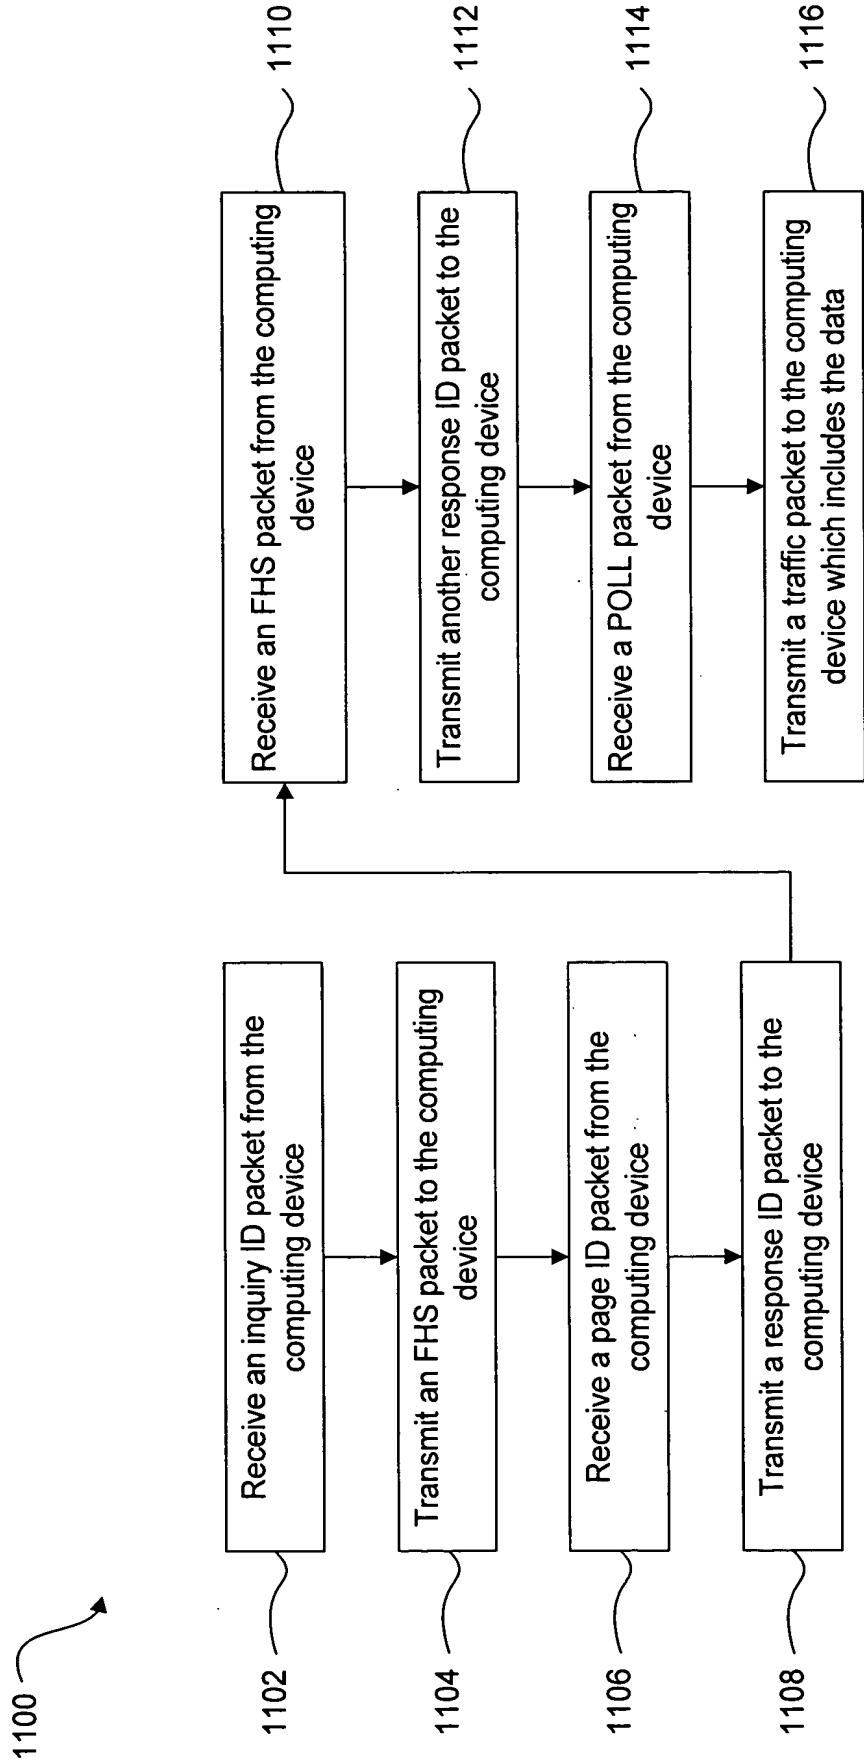 1100
1102
Receive an inquiry ID packet from the
computing device
1104
Transmit an FHS packet to the computing
device
1106
Receive a page ID packet from the
computing device
1108
Transmit a response ID packet to the
computing device
1110
Receive an FHS packet from the computing
device
1112
Transmit another response ID packet to the
computing device
1114
Receive a POLL packet from the computing
device
1116
Transmit a traffic packet to the computing
device which includes the data